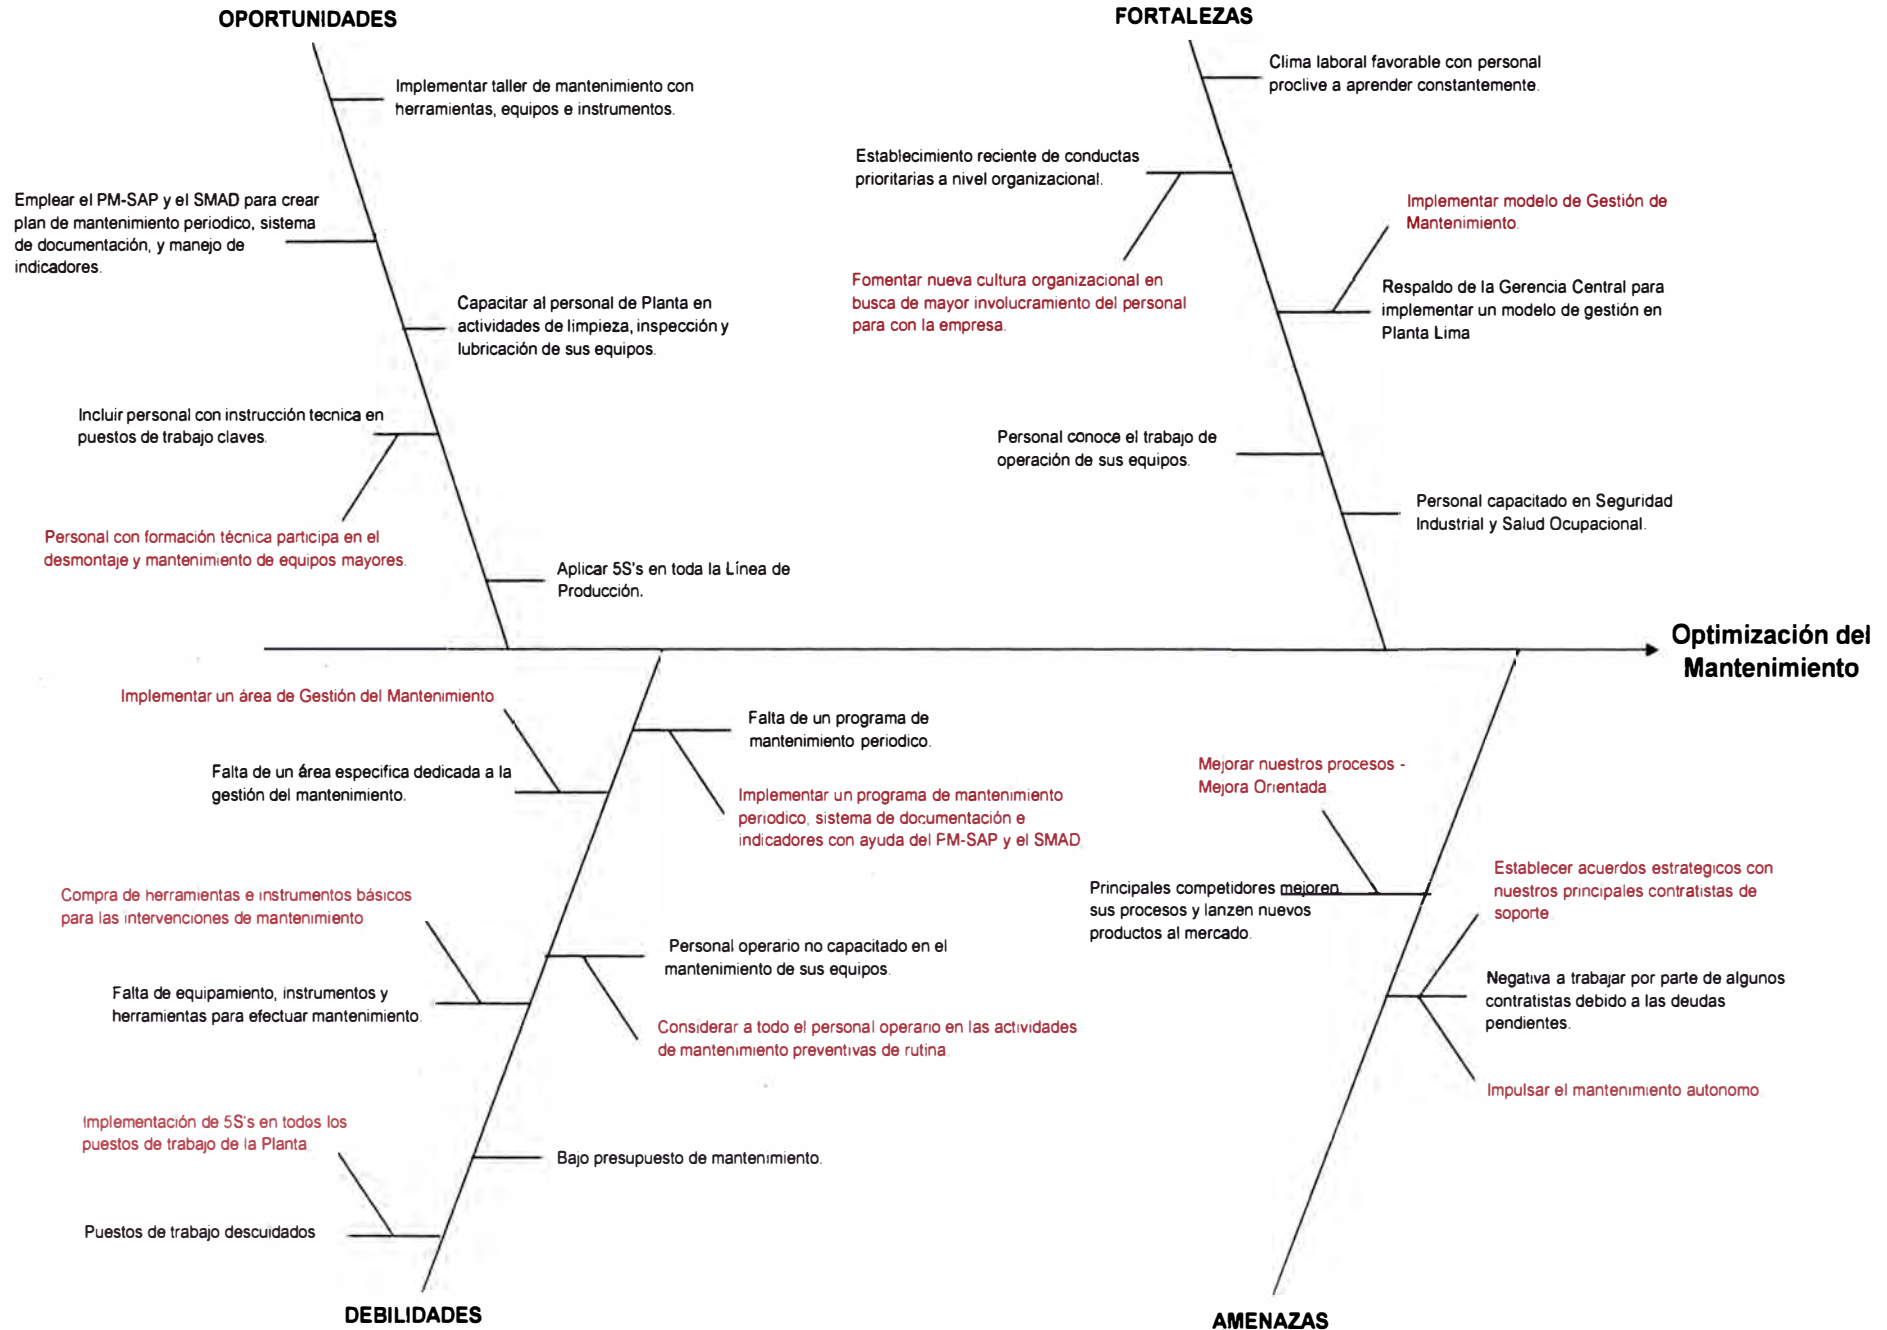 OPORTUNIDADES
Implementar taller de mantenimiento con
herramientas, equipos e instrumentos.
Emplear el PM-SAP y el SMAD para crear
plan de mantenimiento periodico, sistema
de documentación, y manejo de
indicadores.
Capacitar al personal de Planta en
actividades de limpieza, inspección y
lubricación de sus equipos.
Incluir personal con instrucción tecnica en
puestos de trabajo claves.
Personal con formación técnica participa en el
desmontaje y mantenimiento de equipos mayores.
Aplicar 5S's en toda la Línea de
Producción.
FORTALEZAS
Clima laboral favorable con personal
proclive a aprender constantemente.
Establecimiento reciente de conductas
prioritarias a nivel organizacional.
Implementar modelo de Gestión de
Mantenimiento.
Fomentar nueva cultura organizacional en
busca de mayor involucramiento del personal
para con la empresa.
Respaldo de la Gerencia Central para
implementar un modelo de gestión en
Planta Lima
Personal conoce el trabajo de
operación de sus equipos.
Personal capacitado en Seguridad
Industrial y Salud Ocupacional.
Optimización del
Mantenimiento
Implementar un área de Gestión del Mantenimiento
Falta de un programa de
mantenimiento periodico.
Falta de un área especifica dedicada a la
gestión del mantenimiento.
Implementar un programa de mantenimiento
periodico, sistema de documentación e
indicadores con ayuda del PM-SAP y el SMAD
Compra de herramientas e instrumentos básicos
para las intervenciones de mantenimiento
Personal operario no capacitado en el
mantenimiento de sus equipos.
Falta de equipamiento, instrumentos y
herramientas para efectuar mantenimiento.
Considerar a todo el personal operario en las actividades
de mantenimiento preventivas de rutina.
Implementación de 5S's en todos los
puestos de trabajo de la Planta
Bajo presupuesto de mantenimiento.
Puestos de trabajo descuidados
DEBILIDADES
Mejorar nuestros procesos -
Mejora Orientada
Principales competidores mejoren
sus procesos y lanzen nuevos
productos al mercado.
Establecer acuerdos estrategicos con
nuestros principales contratistas de
soporte
Negativa a trabajar por parte de algunos
contratistas debido a las deudas
pendientes.
Impulsar el mantenimiento autonomo
AMENAZAS